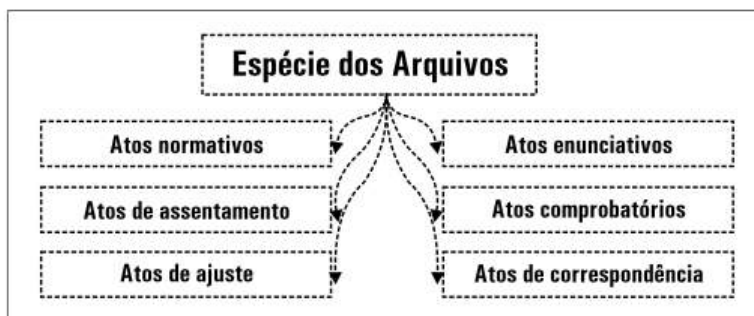 Espécie dos Arquivos
Atos normativos
Atos enunciativos
Atos de assentamento
Atos comprobatórios
Atos de ajuste
Atos de correspondência